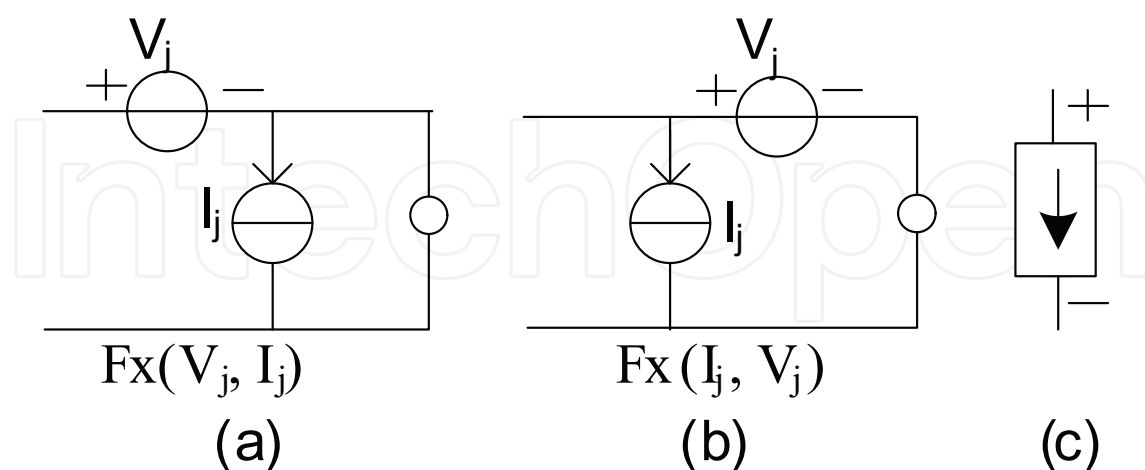 V_j
+ −
I_j
Fx(V_j, I_j)
(a)
V_j
+ −
I_j
Fx(I_j, V_j)
(b)
+
−
(c)
IntechOpen